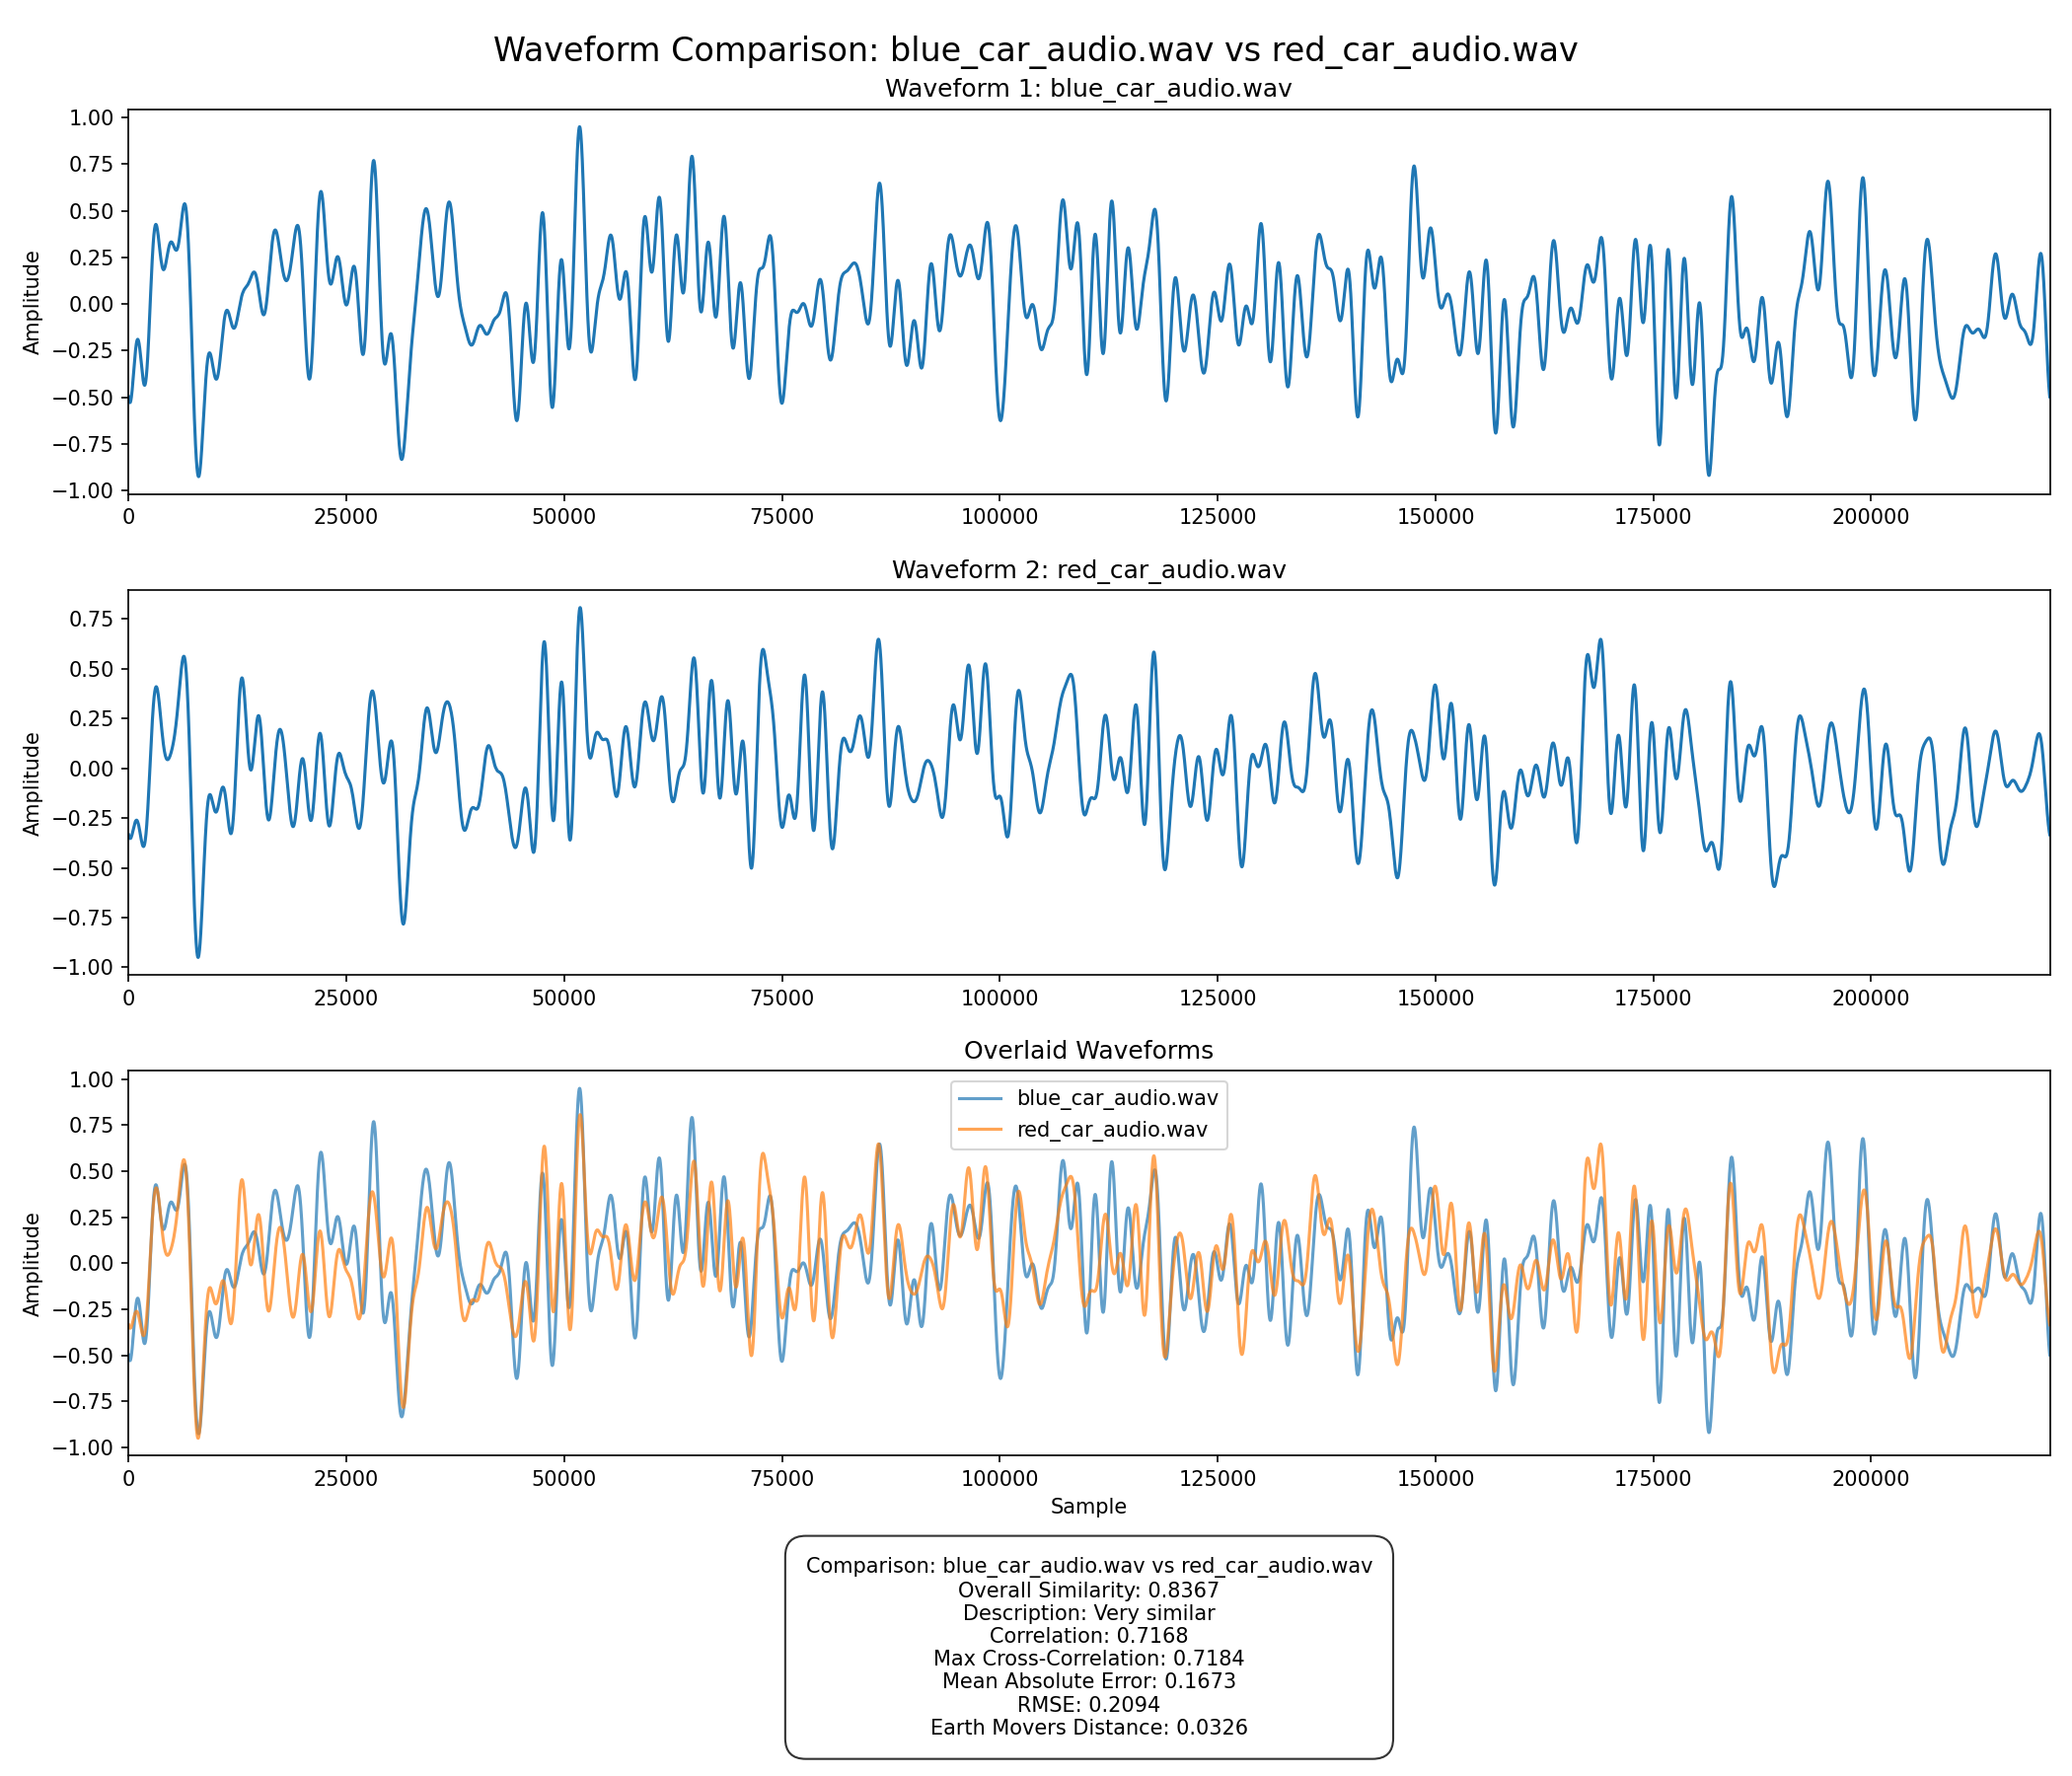 Waveform Comparison: blue_car_audio.wav vs red_car_audio.wav
Waveform 1: blue_car_audio.wav
Amplitude
1.00
0.75
0.50
0.25
0.00
−0.25
−0.50
−0.75
−1.00
0 25000 50000 75000 100000 125000 150000 175000 200000
Waveform 2: red_car_audio.wav
Amplitude
0.75
0.50
0.25
0.00
−0.25
−0.50
−0.75
−1.00
0 25000 50000 75000 100000 125000 150000 175000 200000
Overlaid Waveforms
blue_car_audio.wav
red_car_audio.wav
Amplitude
1.00
0.75
0.50
0.25
0.00
−0.25
−0.50
−0.75
−1.00
0 25000 50000 75000 100000 125000 150000 175000 200000
Sample
Comparison: blue_car_audio.wav vs red_car_audio.wav
Overall Similarity: 0.8367
Description: Very similar
Correlation: 0.7168
Max Cross-Correlation: 0.7184
Mean Absolute Error: 0.1673
RMSE: 0.2094
Earth Movers Distance: 0.0326